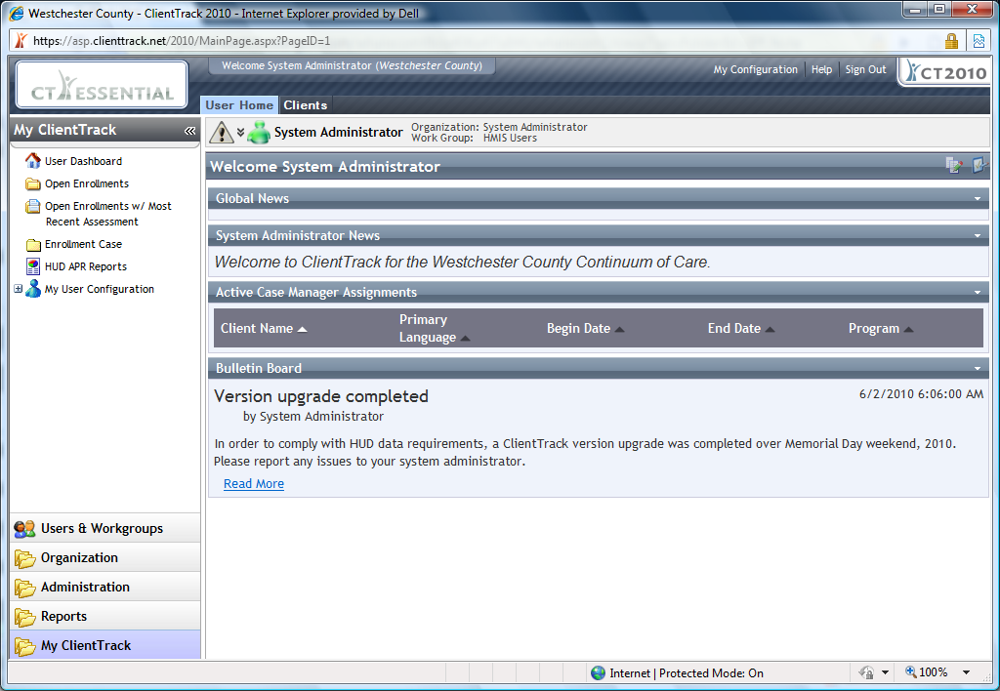 Westchester County - ClientTrack 2010 - Internet Explorer provided by Dell
https://asp.clienttrack.net/2010/MainPage.aspx?PageID=1
CT ESSENTIAL
Welcome System Administrator (Westchester County)
My Configuration Help Sign Out
CT2010
User Home Clients
My ClientTrack «
System Administrator
Organization: System Administrator
Work Group: HMIS Users
User Dashboard
Open Enrollments
Open Enrollments w/ Most
Recent Assessment
Enrollment Case
HUD APR Reports
My User Configuration
Welcome System Administrator
Global News
System Administrator News
Welcome to ClientTrack for the Westchester County Continuum of Care.
Active Case Manager Assignments
Client Name Primary Language Begin Date End Date Program
Bulletin Board
Version upgrade completed 6/2/2010 6:06:00 AM
by System Administrator
In order to comply with HUD data requirements, a ClientTrack version upgrade was completed over Memorial Day weekend, 2010.
Please report any issues to your system administrator.
Read More
Users & Workgroups
Organization
Administration
Reports
My ClientTrack
Internet | Protected Mode: On
100%